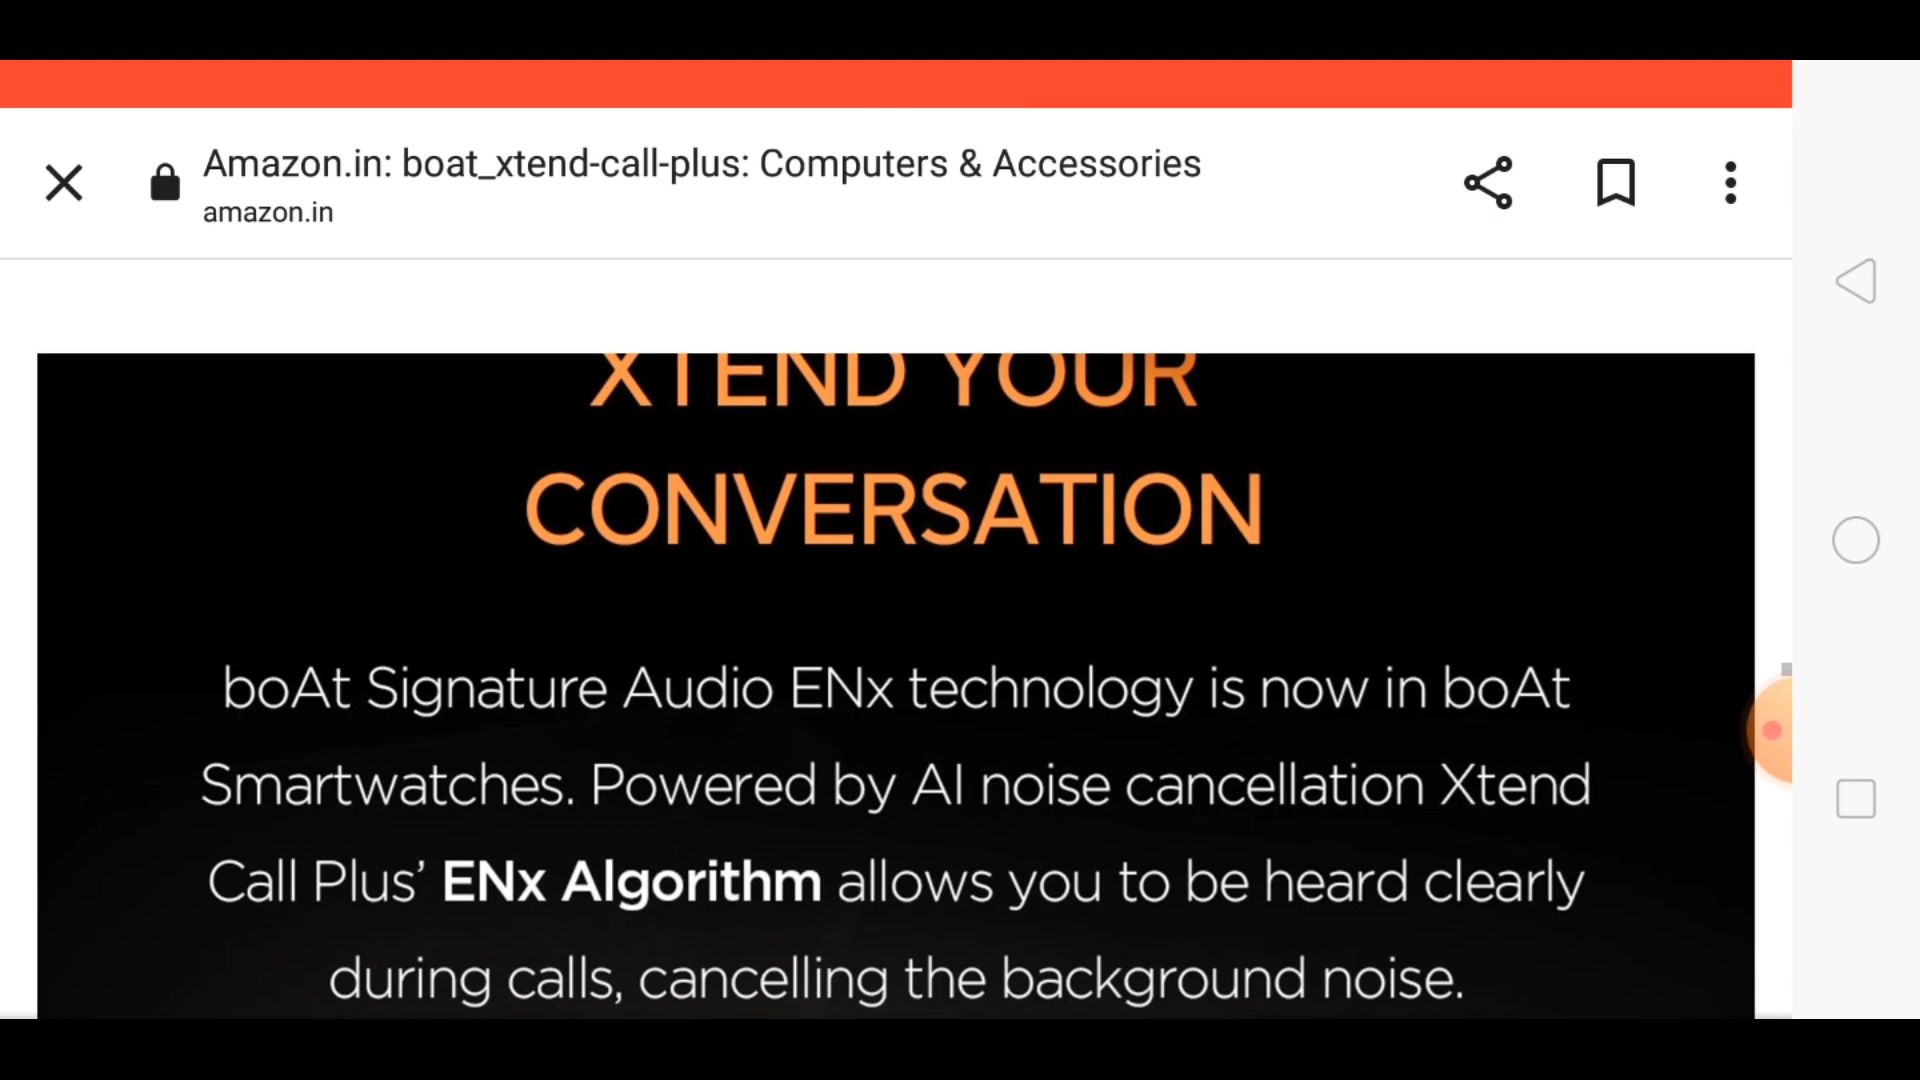 Amazon.in: boat_xtend-call-plus: Computers & Accessories
amazon.in
XTEND YOUR
CONVERSATION
boAt Signature Audio ENx technology is now in boAt
Smartwatches. Powered by AI noise cancellation Xtend
Call Plus’ ENx Algorithm allows you to be heard clearly
during calls, cancelling the background noise.